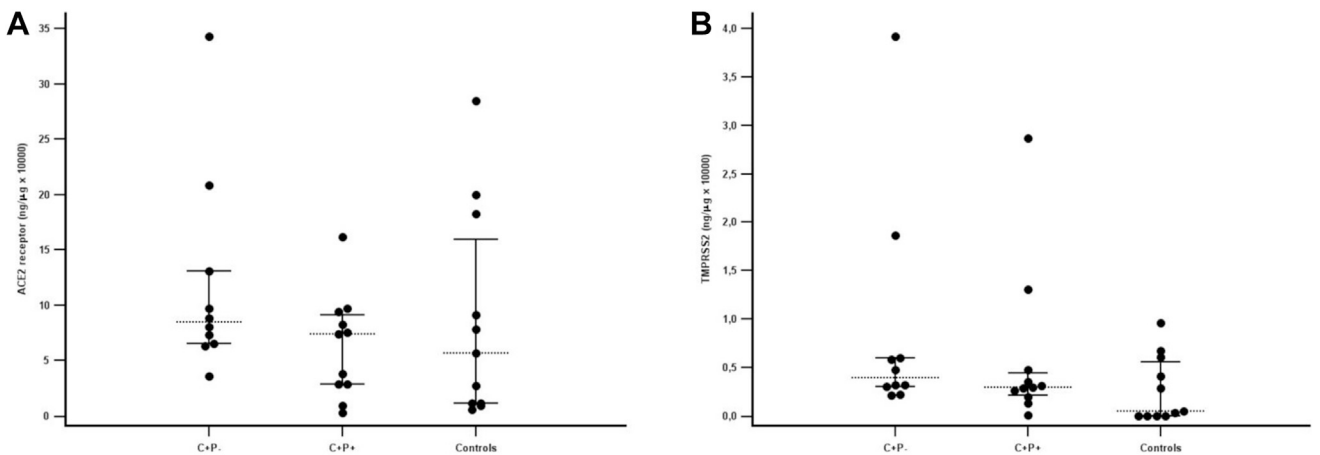 A
ACE2 receptor (ng/µg x 10000)
35
30
25
20
15
10
5
0
C+P-
C+P+
Controls
B
TMPRSS2 (ng/µg x 10000)
4,0
3,5
3,0
2,5
2,0
1,5
1,0
0,5
0,0
C+P-
C+P+
Controls